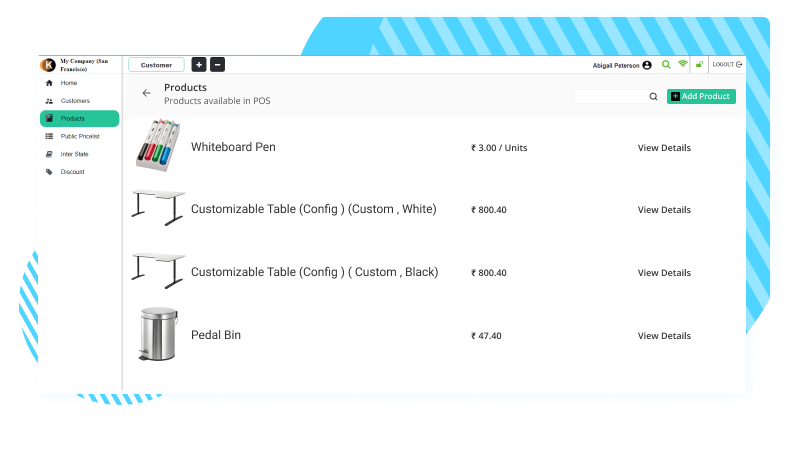 K
My Company (San
Francisco)
Customer
+
−
Abigail Peterson
LOGOUT
Home
Customers
Products
Public Pricelist
Inter State
Discount
Products
Products available in POS
+ Add Product
Whiteboard Pen
₹ 3.00 / Units
View Details
Customizable Table (Config ) (Custom , White)
₹ 800.40
View Details
Customizable Table (Config ) ( Custom , Black)
₹ 800.40
View Details
Pedal Bin
₹ 47.40
View Details